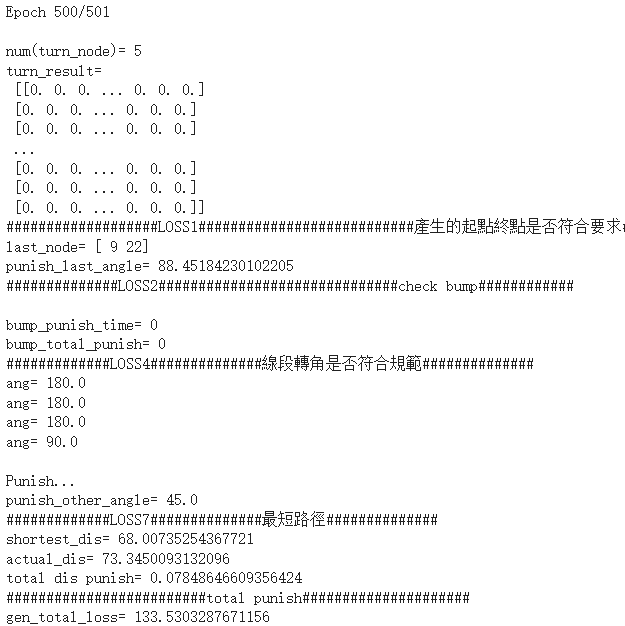 Epoch 500/501
num(turn_node)= 5
turn_result=
[[0. 0. 0. ... 0. 0. 0.]
[0. 0. 0. ... 0. 0. 0.]
[0. 0. 0. ... 0. 0. 0.]
...
[0. 0. 0. ... 0. 0. 0.]
[0. 0. 0. ... 0. 0. 0.]
[0. 0. 0. ... 0. 0. 0.]]
###################LOSS1###########################產生的起點終點是否符合要求#
last_node= [ 9 22]
punish_last_angle= 88.45184230102205
##############LOSS2##############################check bump############
bump_punish_time= 0
bump_total_punish= 0
#############LOSS4##############線段轉角是否符合規範##############
ang= 180.0
ang= 180.0
ang= 180.0
ang= 90.0
Punish...
punish_other_angle= 45.0
#############LOSS7##############最短路徑##############
shortest_dis= 68.00735254367721
actual_dis= 73.3450093132096
total dis punish= 0.07848646609356424
#########################total punish#####################
gen_total_loss= 133.5303287671156